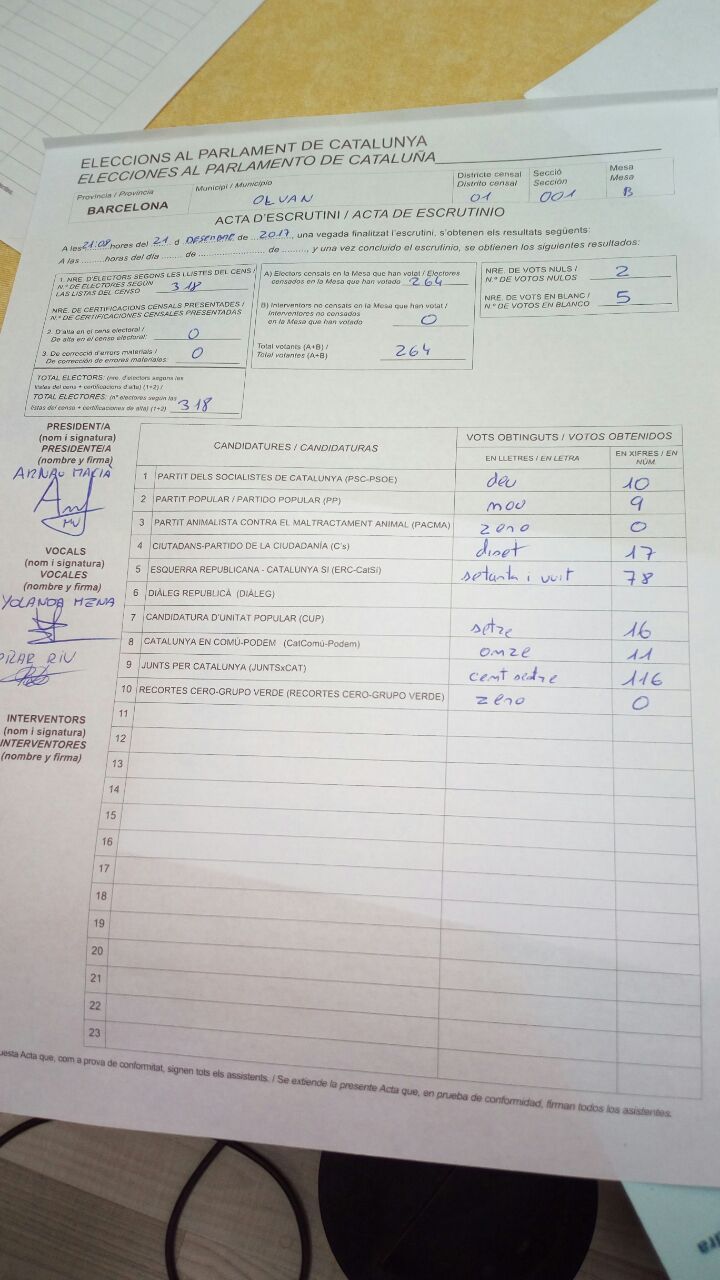 ELECCIONS AL PARLAMENT DE CATALUNYA
ELECCIONES AL PARLAMENTO DE CATALUÑA
Província / Provincia
BARCELONA
Municipi / Municipio
OLVAN
Districte censal
Distrito censal
01
Secció
Sección
001
Mesa
Mesa
B
ACTA D'ESCRUTINI / ACTA DE ESCRUTINIO
A les 21:08 hores del 21 d DESEMBRE de 2017, una vegada finalitzat l'escrutini, s'obtenen els resultats següents:
A las ......... horas del día ....... de ........................ de ........., y una vez concluido el escrutinio, se obtienen los siguientes resultados:
1. NRE. D'ELECTORS SEGONS LES LLISTES DEL CENS /
N.º DE ELECTORES SEGÚN
LAS LISTAS DEL CENSO 318
NRE. DE CERTIFICACIONS CENSALS PRESENTADES /
N.º DE CERTIFICACIONES CENSALES PRESENTADAS
2. D'alta en el cens electoral /
De alta en el censo electoral: 0
3. De correcció d'errors materials /
De corrección de errores materiales: 0
TOTAL ELECTORS: (nre. d'electors segons les
llistes del cens + certificacions d'alta) (1+2) /
TOTAL ELECTORES: (nº electores según las
listas del censo + certificaciones de alta) (1+2) 318
A) Electors censals en la Mesa que han votat / Electores
censados en la Mesa que han votado 264
B) Interventors no censats en la Mesa que han votat /
Interventores no censados
en la Mesa que han votado 0
Total votants (A+B) /
Total votantes (A+B) 264
NRE. DE VOTS NULS /
N.º DE VOTOS NULOS 2
NRE. DE VOTS EN BLANC /
N.º DE VOTOS EN BLANCO 5
PRESIDENT/A
(nom i signatura)
PRESIDENTE/A
(nombre y firma)
ARNAU MACIÀ
VOCALS
(nom i signatura)
VOCALES
(nombre y firma)
YOLANDA MENA
PILAR RIU
INTERVENTORS
(nom i signatura)
INTERVENTORES
(nombre y firma)
CANDIDATURES / CANDIDATURAS
VOTS OBTINGUTS / VOTOS OBTENIDOS
EN LLETRES / EN LETRA
EN XIFRES / EN NÚM.
1 PARTIT DELS SOCIALISTES DE CATALUNYA (PSC-PSOE) deu 10
2 PARTIT POPULAR / PARTIDO POPULAR (PP) nou 9
3 PARTIT ANIMALISTA CONTRA EL MALTRACTAMENT ANIMAL (PACMA) zero 0
4 CIUTADANS-PARTIDO DE LA CIUDADANÍA (C's) diset 17
5 ESQUERRA REPUBLICANA - CATALUNYA SÍ (ERC-CatSí) setanta i vuit 78
6 DIÀLEG REPUBLICÀ (DIÀLEG)
7 CANDIDATURA D'UNITAT POPULAR (CUP) setze 16
8 CATALUNYA EN COMÚ-PODEM (CatComú-Podem) onze 11
9 JUNTS PER CATALUNYA (JUNTSxCAT) cent setze 116
10 RECORTES CERO-GRUPO VERDE (RECORTES CERO-GRUPO VERDE) zero 0
11
12
13
14
15
16
17
18
19
20
21
22
23
uesta Acta que, com a prova de conformitat, signen tots els assistents. / Se extiende la presente Acta que, en prueba de conformidad, firman todos los asistentes.